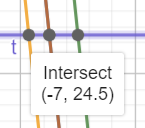 t
Intersect
(-7, 24.5)